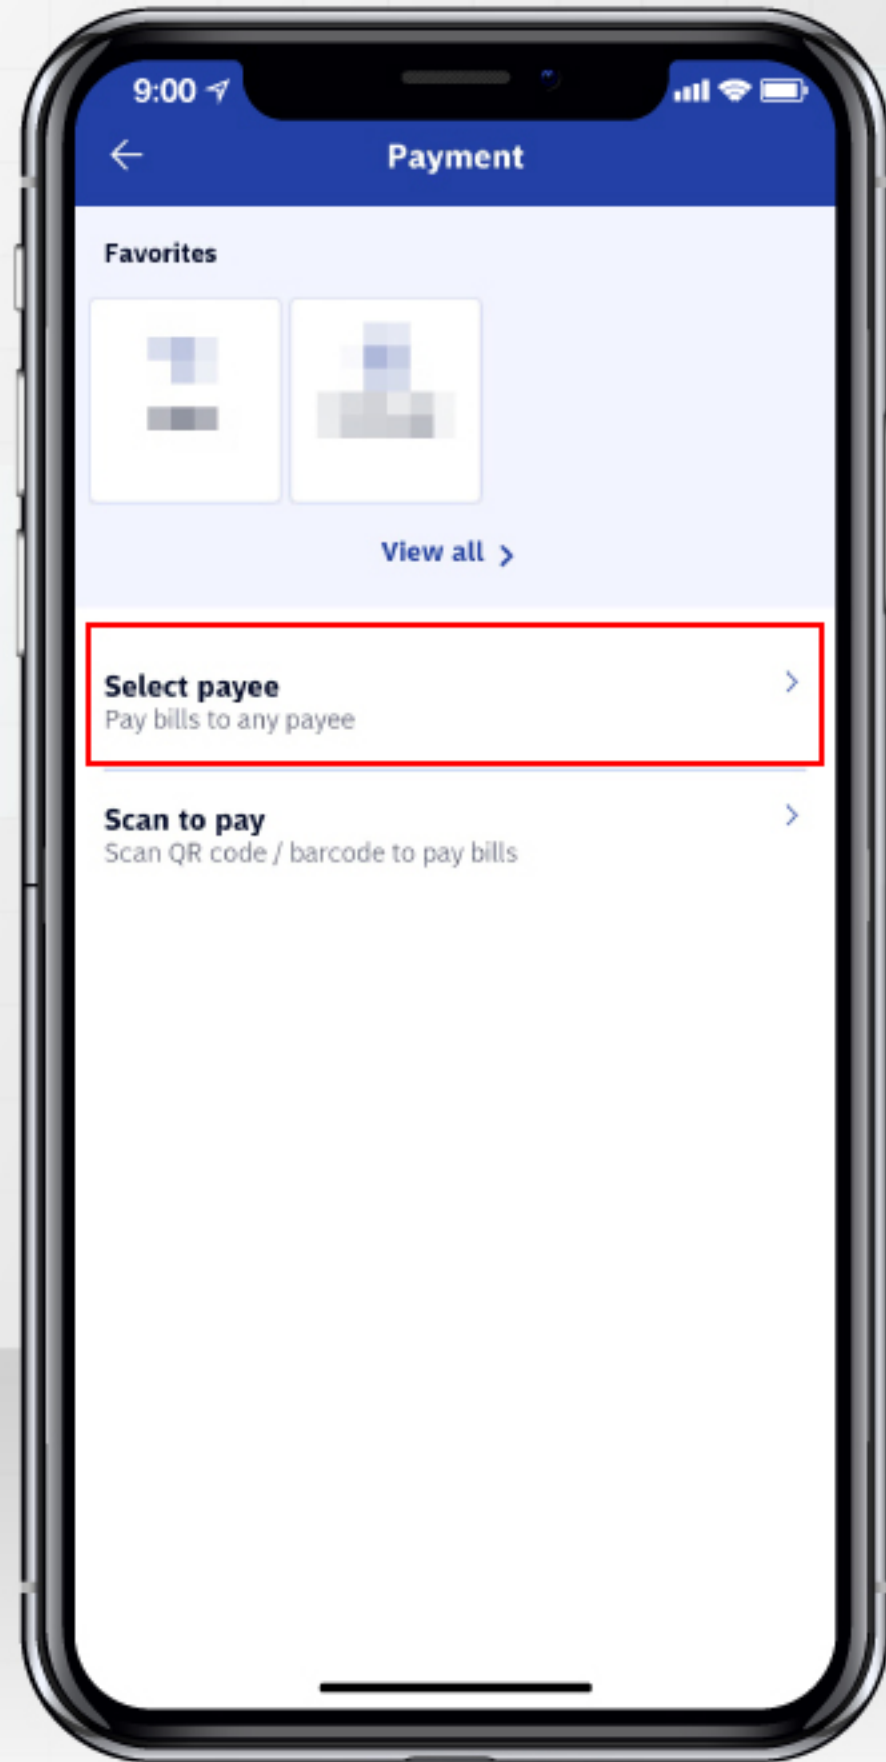 9:00
Payment
Favorites
View all
Select payee
Pay bills to any payee
Scan to pay
Scan QR code / barcode to pay bills